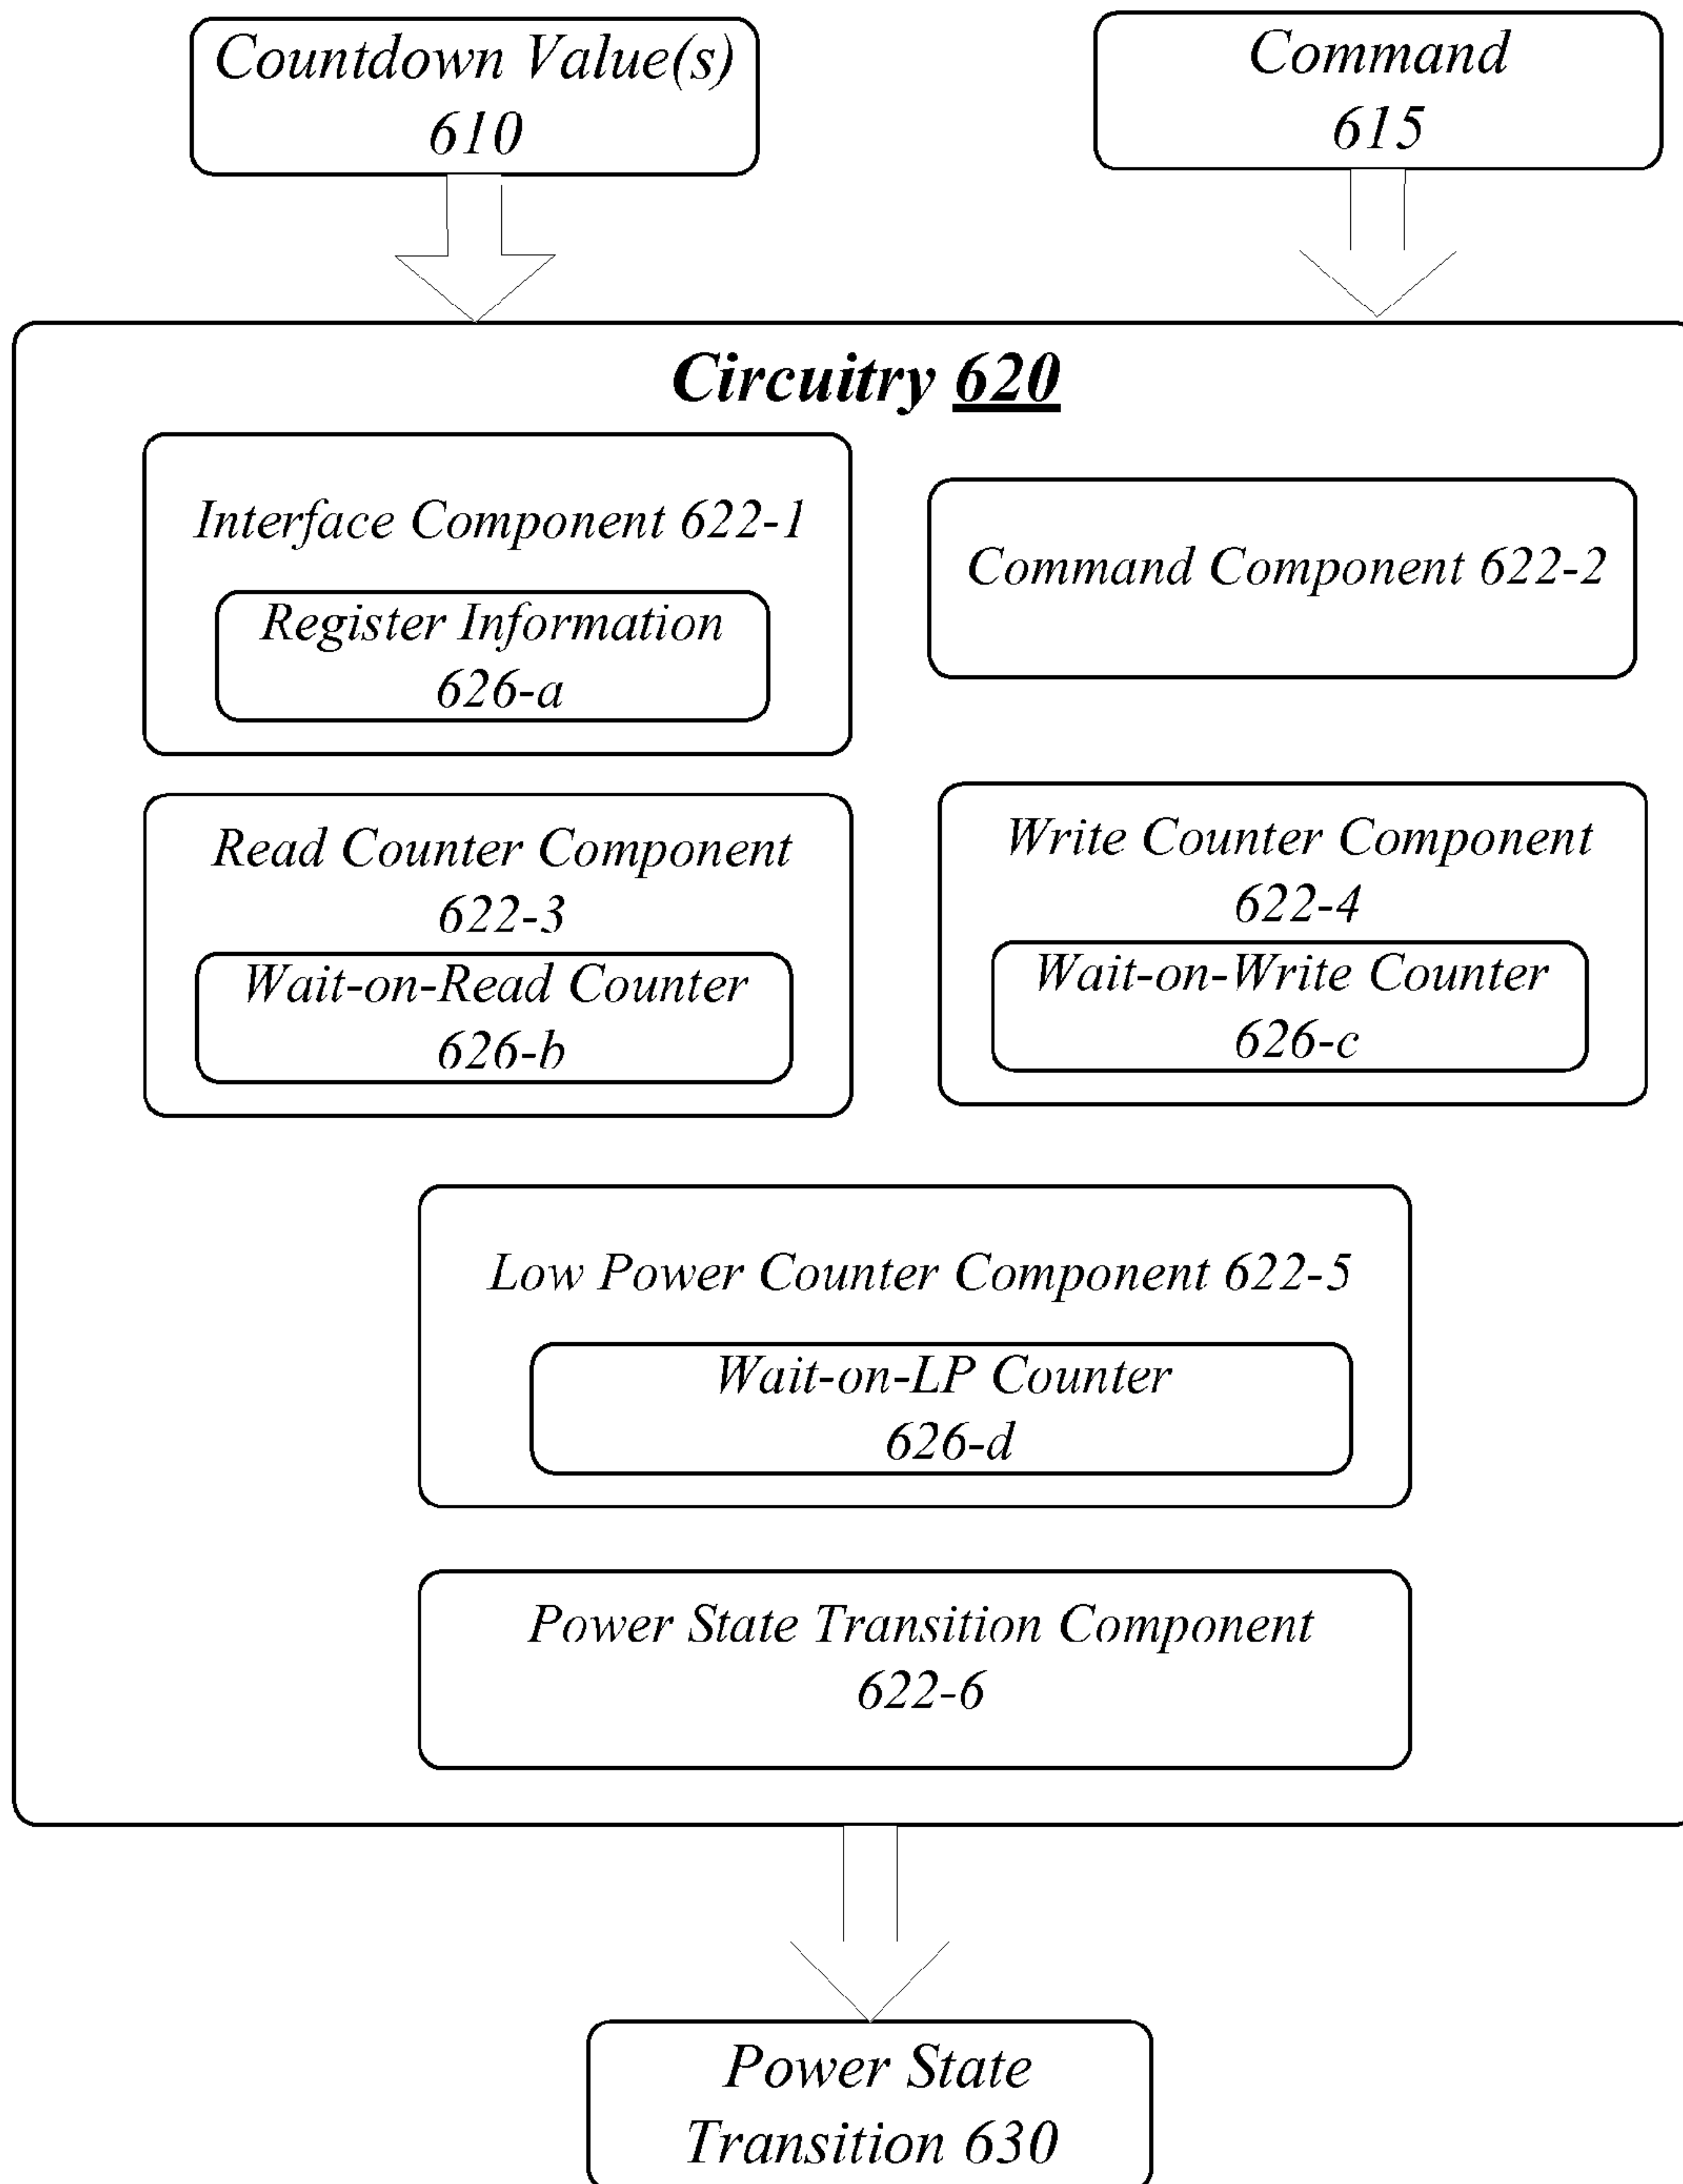 Countdown Value(s)
610
Command
615
Circuitry 620
Interface Component 622-1
Register Information
626-a
Command Component 622-2
Read Counter Component
622-3
Wait-on-Read Counter
626-b
Write Counter Component
622-4
Wait-on-Write Counter
626-c
Low Power Counter Component 622-5
Wait-on-LP Counter
626-d
Power State Transition Component
622-6
Power State
Transition 630